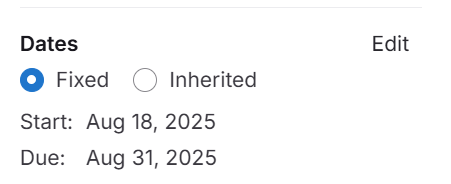 Dates Edit
Fixed Inherited
Start: Aug 18, 2025
Due: Aug 31, 2025